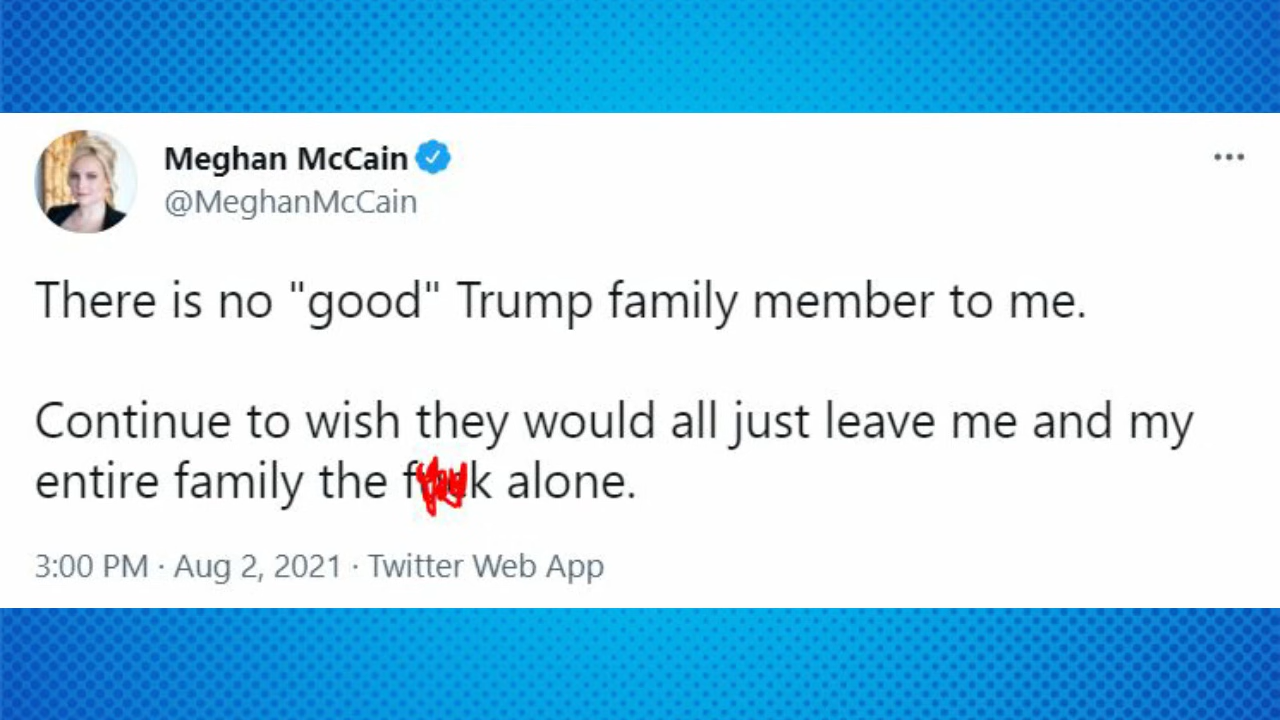 Meghan McCain
@MeghanMcCain
There is no "good" Trump family member to me.
Continue to wish they would all just leave me and my
entire family the f k alone.
3:00 PM · Aug 2, 2021 · Twitter Web App